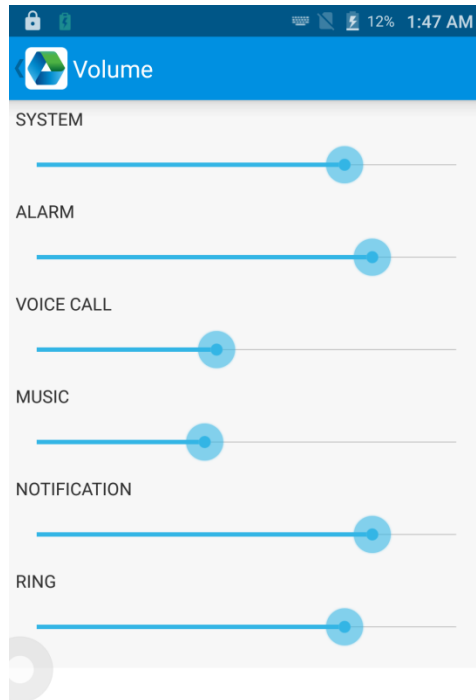 12% 1:47 AM
Volume
SYSTEM
ALARM
VOICE CALL
MUSIC
NOTIFICATION
RING